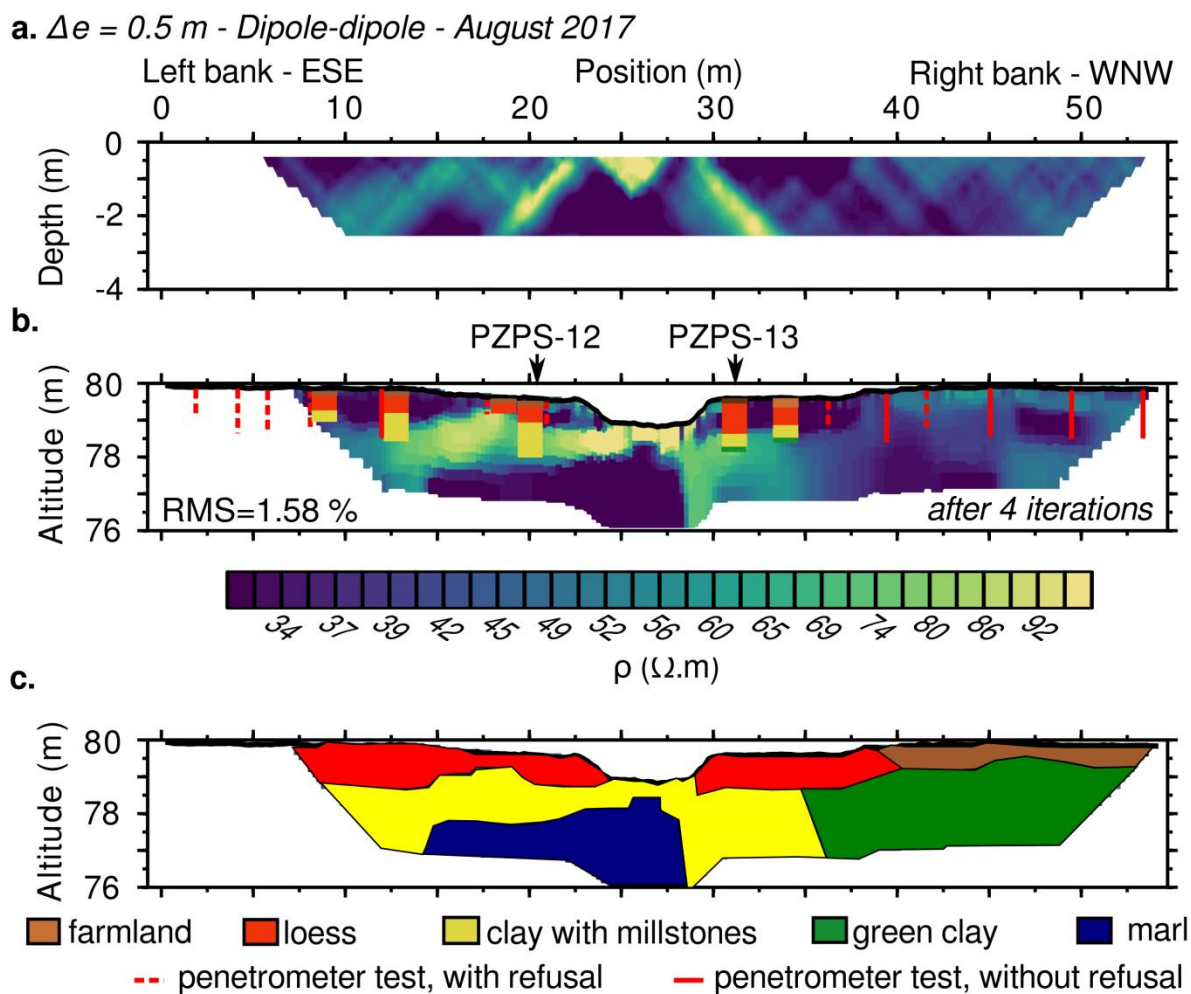 a. Δe = 0.5 m - Dipole-dipole - August 2017
Left bank - ESE Position (m) Right bank - WNW
0 10 20 30 40 50
0
-2
-4
Depth (m)
b.
PZPS-12 PZPS-13
80
78
76
Altitude (m)
RMS=1.58 % after 4 iterations
34 37 39 42 45 49 52 56 60 65 69 74 80 86 92
ρ (Ω.m)
c.
80
78
76
Altitude (m)
farmland loess clay with millstones green clay marl
penetrometer test, with refusal penetrometer test, without refusal